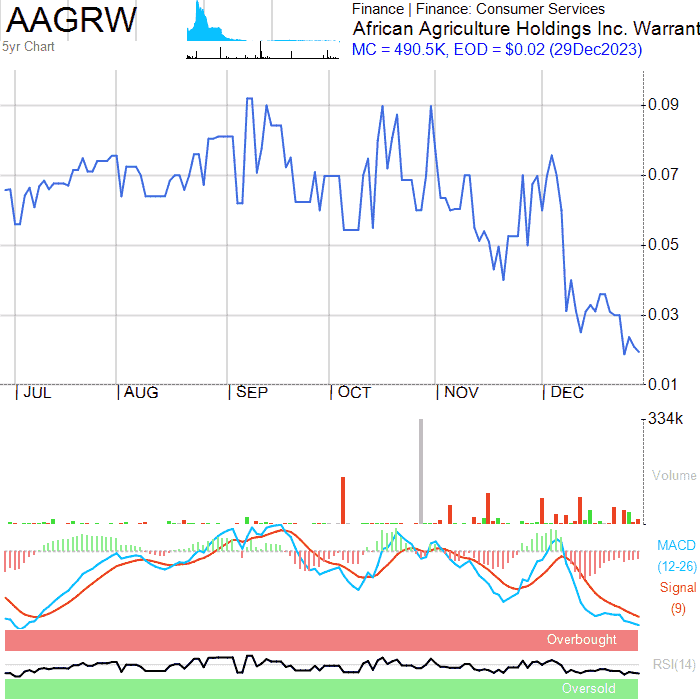 AAGRW
5yr Chart
Finance | Finance: Consumer Services
African Agriculture Holdings Inc. Warrant
MC = 490.5K, EOD = $0.02 (29Dec2023)
0.09
0.07
0.05
0.03
0.01
JUL AUG SEP OCT NOV DEC
334k
Volume
MACD
(12-26)
Signal
(9)
Overbought
RSI(14)
Oversold